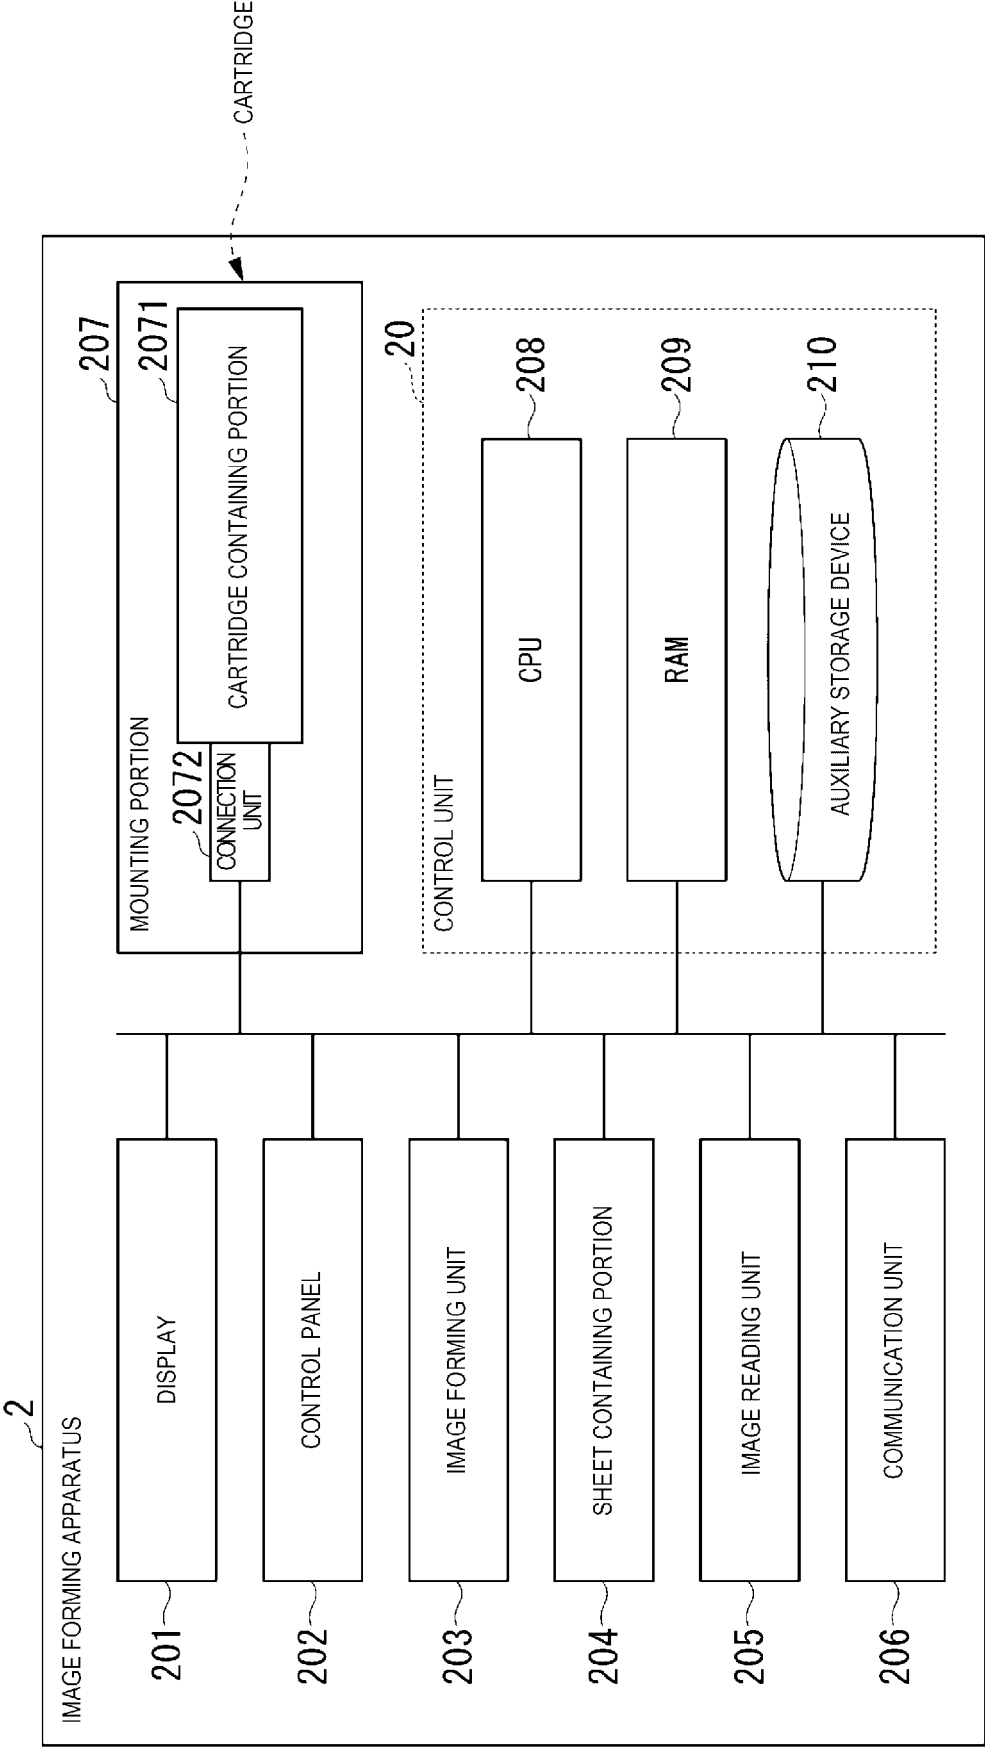 2
IMAGE FORMING APPARATUS
201
DISPLAY
202
CONTROL PANEL
203
IMAGE FORMING UNIT
204
SHEET CONTAINING PORTION
205
IMAGE READING UNIT
206
COMMUNICATION UNIT
207
MOUNTING PORTION
2071
CARTRIDGE CONTAINING PORTION
2072
CONNECTION
UNIT
CARTRIDGE
20
CONTROL UNIT
CPU
208
RAM
209
AUXILIARY STORAGE DEVICE
210